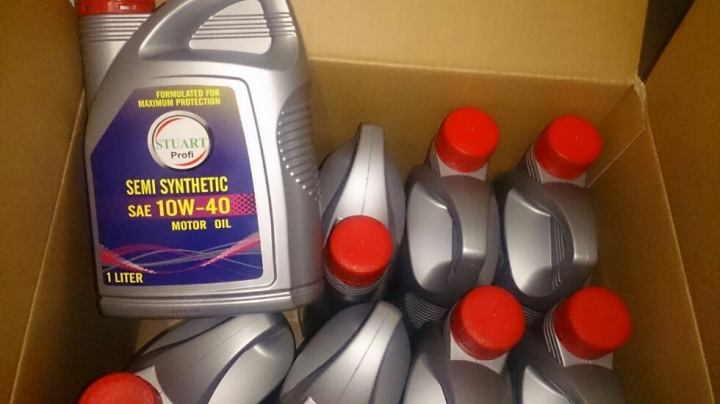 FORMULATED FOR
MAXIMUM PROTECTION
STUART
Profi
SEMI SYNTHETIC
SAE 10W-40
MOTOR OIL
1 LITER